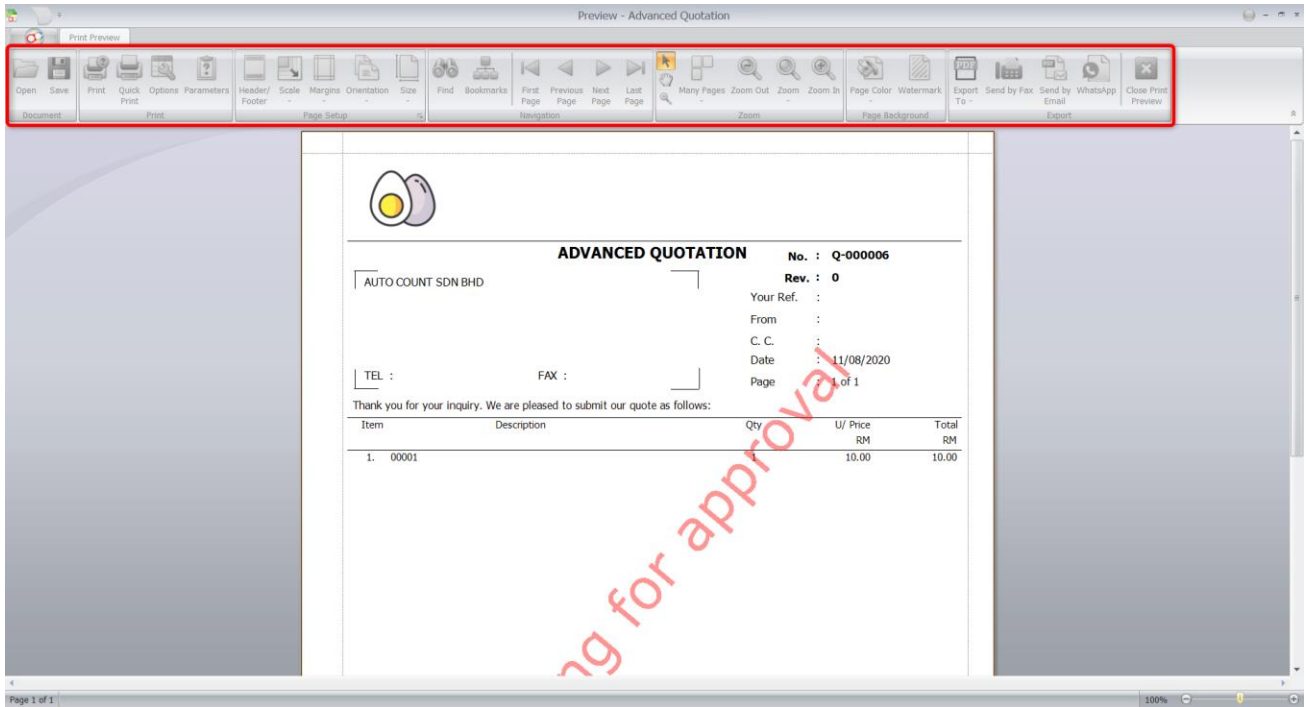 Preview - Advanced Quotation
Print Preview
Open Save Print Quick Print Options Parameters Header/ Footer Scale Margins Orientation Size Find Bookmarks First Page Previous Page Next Page Last Page Many Pages Zoom Out Zoom Zoom In Page Color Watermark PDF Export To Send by Fax Send by Email WhatsApp Close Print Preview
Document Print Page Setup Navigation Zoom Page Background Export
ADVANCED QUOTATION
No. : Q-000006
Rev. : 0
AUTO COUNT SDN BHD
Your Ref. :
From :
C. C. :
Date : 11/08/2020
TEL : FAX :
Page : 1 of 1
Thank you for your inquiry. We are pleased to submit our quote as follows:
Item Description Qty U/ Price Total
RM RM
1. 00001 1 10.00 10.00
ng for approval
Page 1 of 1 100%